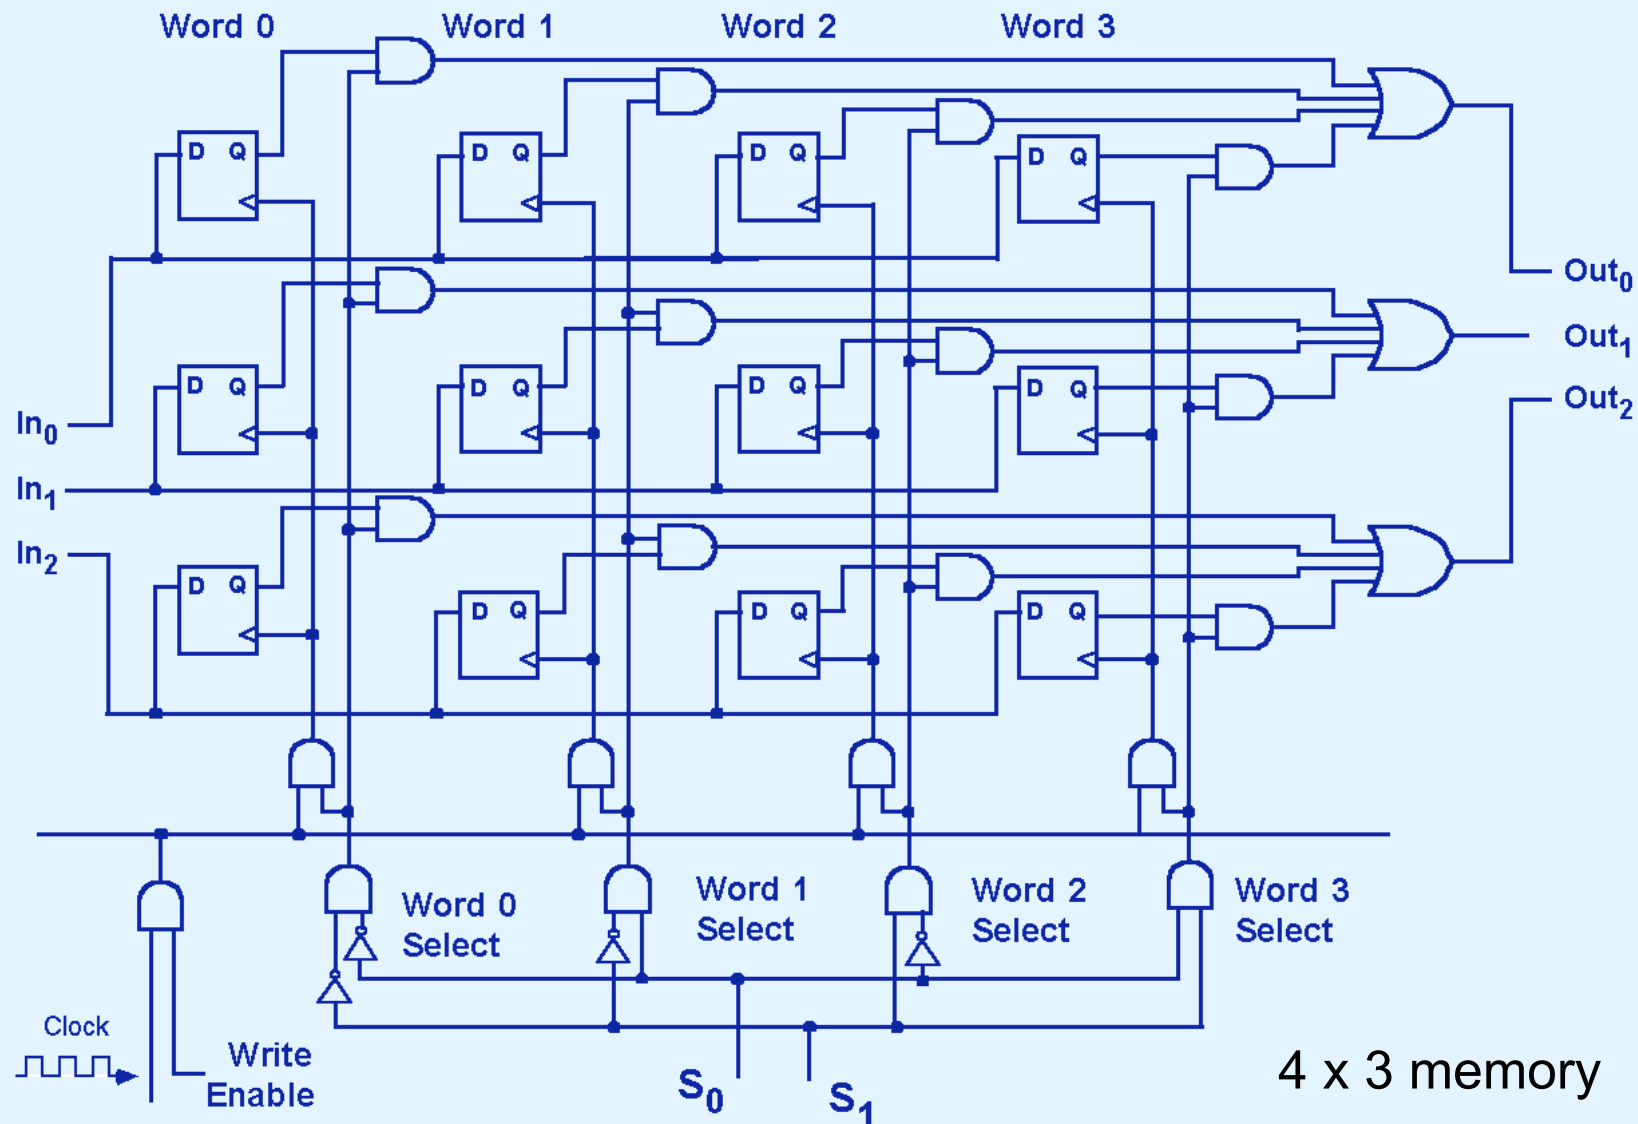 Word 0 Word 1 Word 2 Word 3
D Q D Q D Q D Q
Out0
Out1
D Q D Q D Q D Q
Out2
In0
In1
In2
D Q D Q D Q D Q
Word 0
Select
Word 1
Select
Word 2
Select
Word 3
Select
Clock
Write
Enable
S0
S1
4 x 3 memory